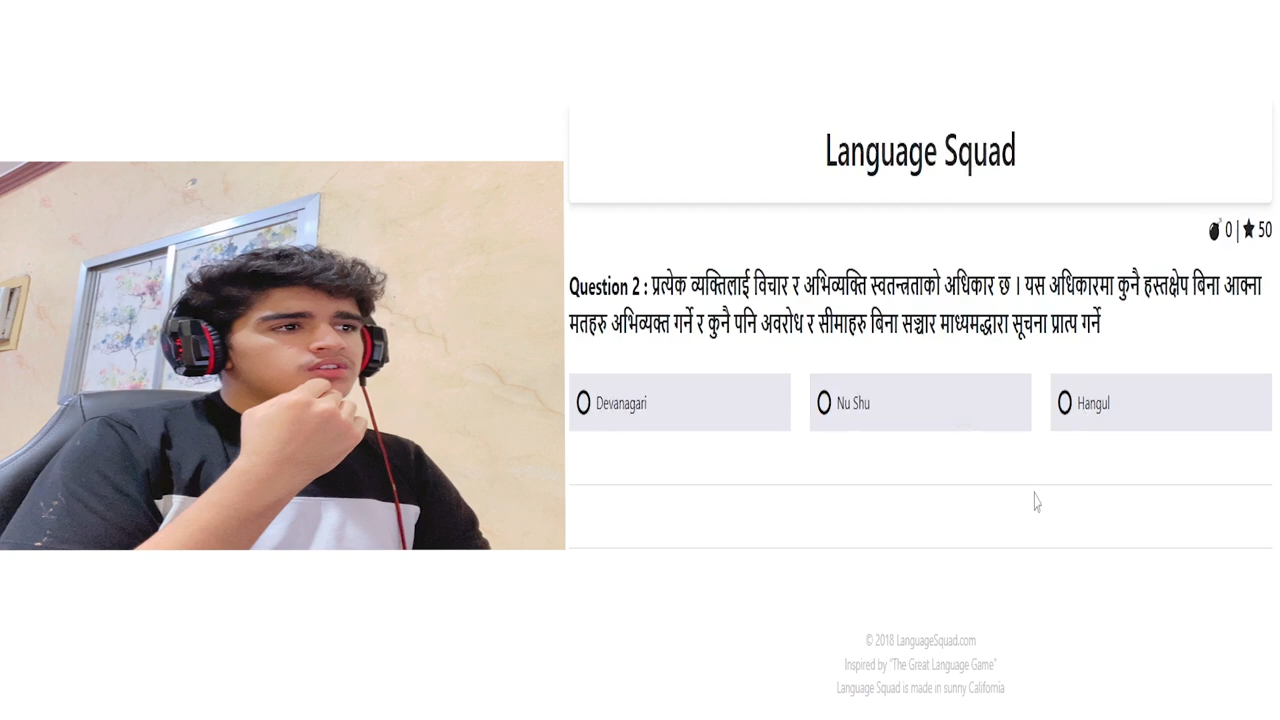 Language Squad
0 | ★ 50
Question 2 : प्रत्येक व्यक्तिलाई विचार र अभिव्यक्ति स्वतन्त्रताको अधिकार छ । यस अधिकारमा कुनै हस्तक्षेप बिना आक्ना
मतहरु अभिव्यक्त गर्ने र कुनै पनि अवरोध र सीमाहरु बिना सञ्चार माध्यमद्धारा सूचना प्रात्प गर्ने
Devanagari
Nu Shu
Hangul
© 2018 LanguageSquad.com
Inspired by "The Great Language Game"
Language Squad is made in sunny California